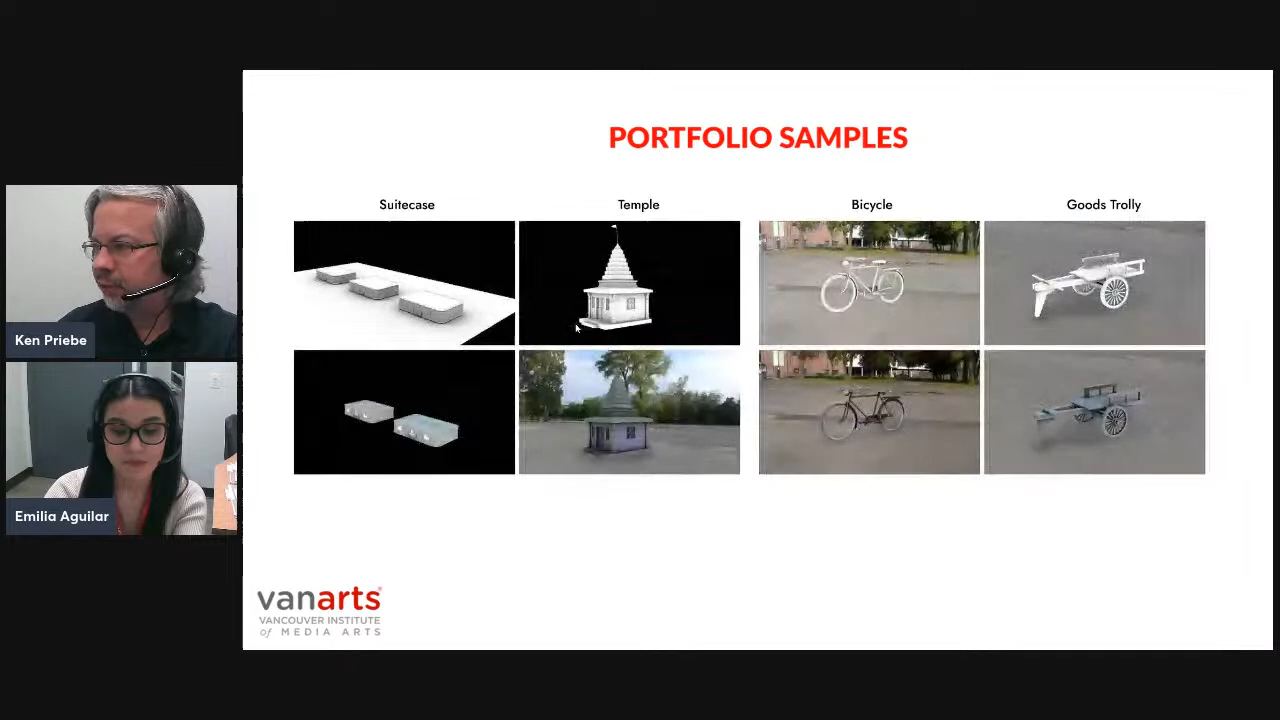 PORTFOLIO SAMPLES
Suitecase
Temple
Bicycle
Goods Trolly
Ken Priebe
Emilia Aguilar
vanarts
VANCOUVER INSTITUTE
of MEDIA ARTS